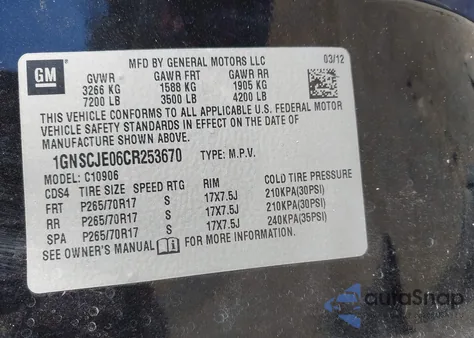 GM
MFD BY GENERAL MOTORS LLC 03/12
GVWR GAWR FRT GAWR RR
3266 KG 1588 KG 1905 KG
7200 LB 3500 LB 4200 LB
THIS VEHICLE CONFORMS TO ALL APPLICABLE U.S. FEDERAL MOTOR
VEHICLE SAFETY STANDARDS IN EFFECT ON THE DATE OF
MANUFACTURE SHOWN ABOVE.
1GNSCJE06CR253670 TYPE: M.P.V.
MODEL: C10906
CDS4 TIRE SIZE SPEED RTG RIM COLD TIRE PRESSURE
FRT P265/70R17 S 17X7.5J 210KPA(30PSI)
RR P265/70R17 S 17X7.5J 210KPA(30PSI)
SPA P265/70R17 S 17X7.5J 240KPA(35PSI)
SEE OWNER'S MANUAL FOR MORE INFORMATION.
autoSnap